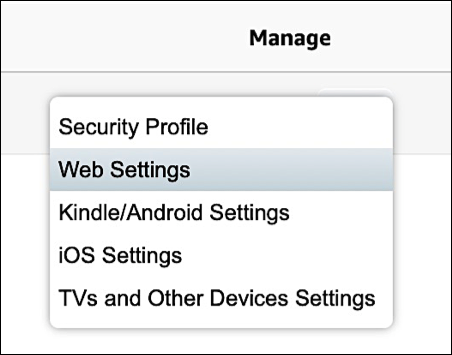 Manage
Security Profile
Web Settings
Kindle/Android Settings
iOS Settings
TVs and Other Devices Settings